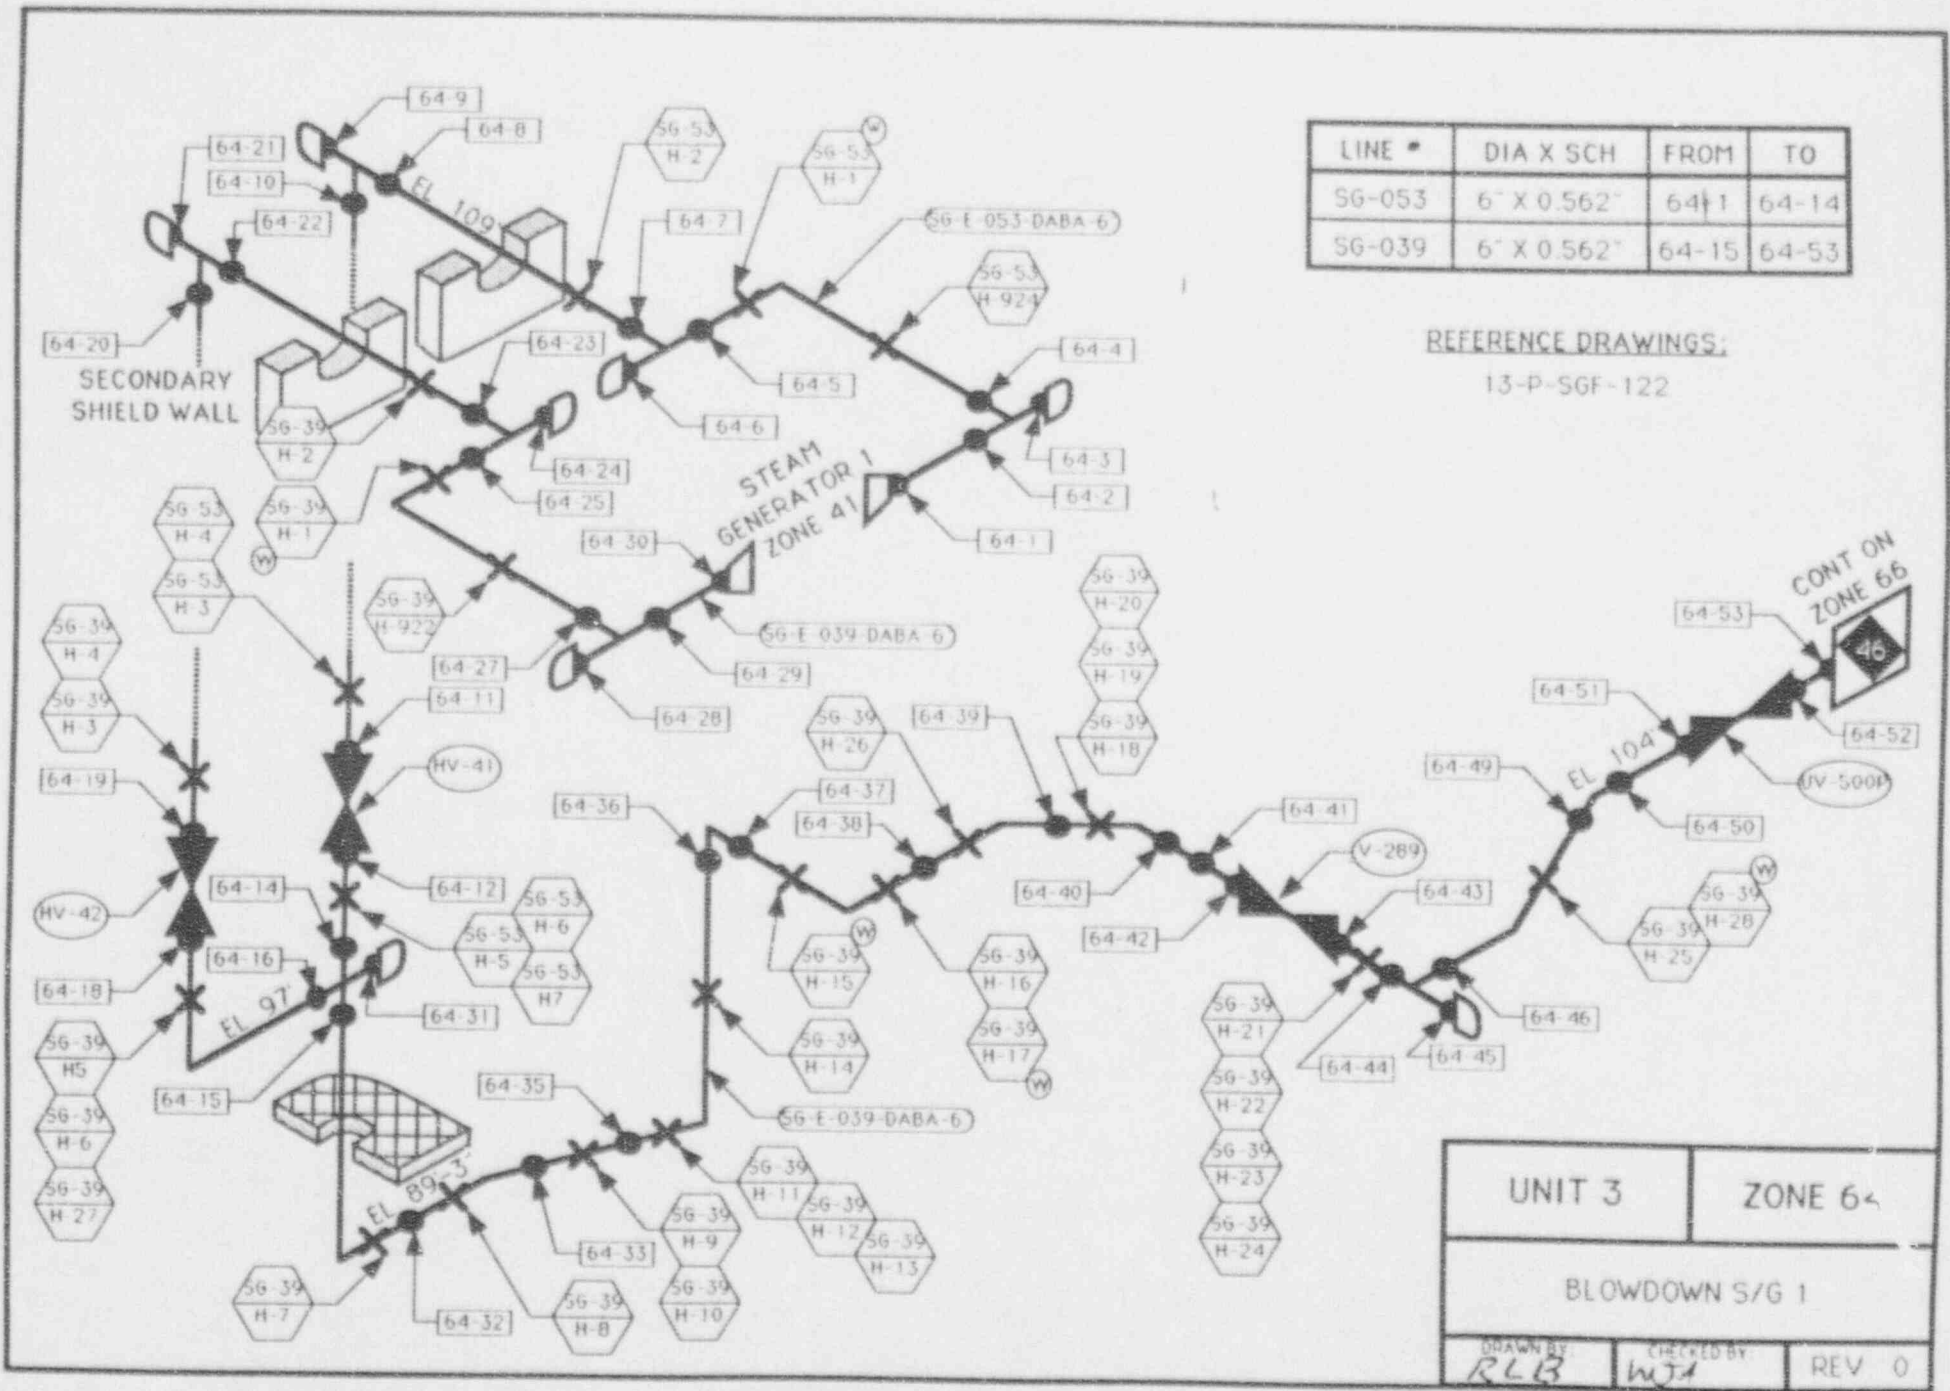 64-9
64-8
64-21
64-10
64-22
EL 109'
SG-53
H-2
W
SG-53
H-1
64-7
SG-E-053-DABA-6
SG-53
H-924
LINE # DIA X SCH FROM TO
SG-053 6" X 0.562" 64-1 64-14
SG-039 6" X 0.562" 64-15 64-53
REFERENCE DRAWINGS:
13-P-SGF-122
64-20
SECONDARY
SHIELD WALL
64-23
64-5
64-4
64-6
SG-39
H-2
64-24
64-25
STEAM
GENERATOR 1
ZONE 41
64-3
64-2
64-1
SG-53
H-4
SG-53
H-3
SG-39
H-1
W
64-30
SG-39
H-922
SG-E-039-DABA-6
64-27
64-29
64-28
SG-39
H-20
SG-39
H-19
SG-39
H-18
CONT ON
ZONE 66
64-53
46
SG-39
H-4
SG-39
H-3
64-19
64-11
HV-41
SG-39
H-26
64-39
64-51
64-52
UV-500P
EL 104'
64-49
64-50
64-36
64-37
64-38
64-41
V-289
64-40
64-42
64-43
W
SG-39
H-28
SG-39
H-25
HV-42
64-14
64-12
SG-53
H-6
SG-53
H-5
SG-53
H7
64-16
64-18
EL 97'
64-31
64-15
W
SG-39
H-15
SG-39
H-16
SG-39
H-17
W
SG-39
H-14
SG-39
H-21
SG-39
H-22
SG-39
H-23
SG-39
H-24
64-44
64-45
64-46
SG-39
H5
SG-39
H-6
SG-39
H-27
64-35
SG-E-039-DABA-6
EL 89'-3"
SG-39
H-11
SG-39
H-12
SG-39
H-13
SG-39
H-9
SG-39
H-10
64-33
SG-39
H-7
64-32
SG-39
H-8
UNIT 3
ZONE 64
BLOWDOWN S/G 1
DRAWN BY:
RLB
CHECKED BY:
WJA
REV 0